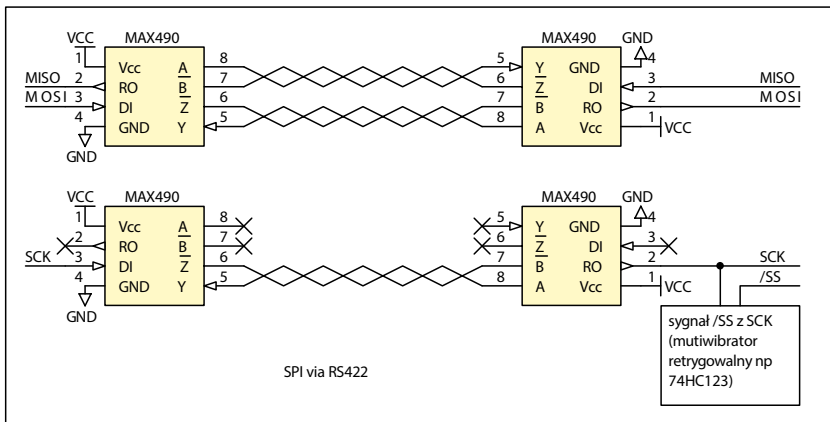 VCC MAX490 MAX490 GND
1 Vcc A 8 5 Y GND 4
MISO 2 RO B 7 6 Z DI 3 MISO
MOSI 3 DI Z 6 7 B RO 2 MOSI
4 GND Y 5 8 A Vcc 1 VCC
GND
VCC MAX490 MAX490 GND
1 Vcc A 8 5 Y GND 4
2 RO B 7 6 Z DI 3
SCK 3 DI Z 6 7 B RO 2 SCK
4 GND Y 5 8 A Vcc 1 VCC /SS
GND
sygnał /SS z SCK
(mutiwibrator
retrygowalny np
74HC123)
SPI via RS422